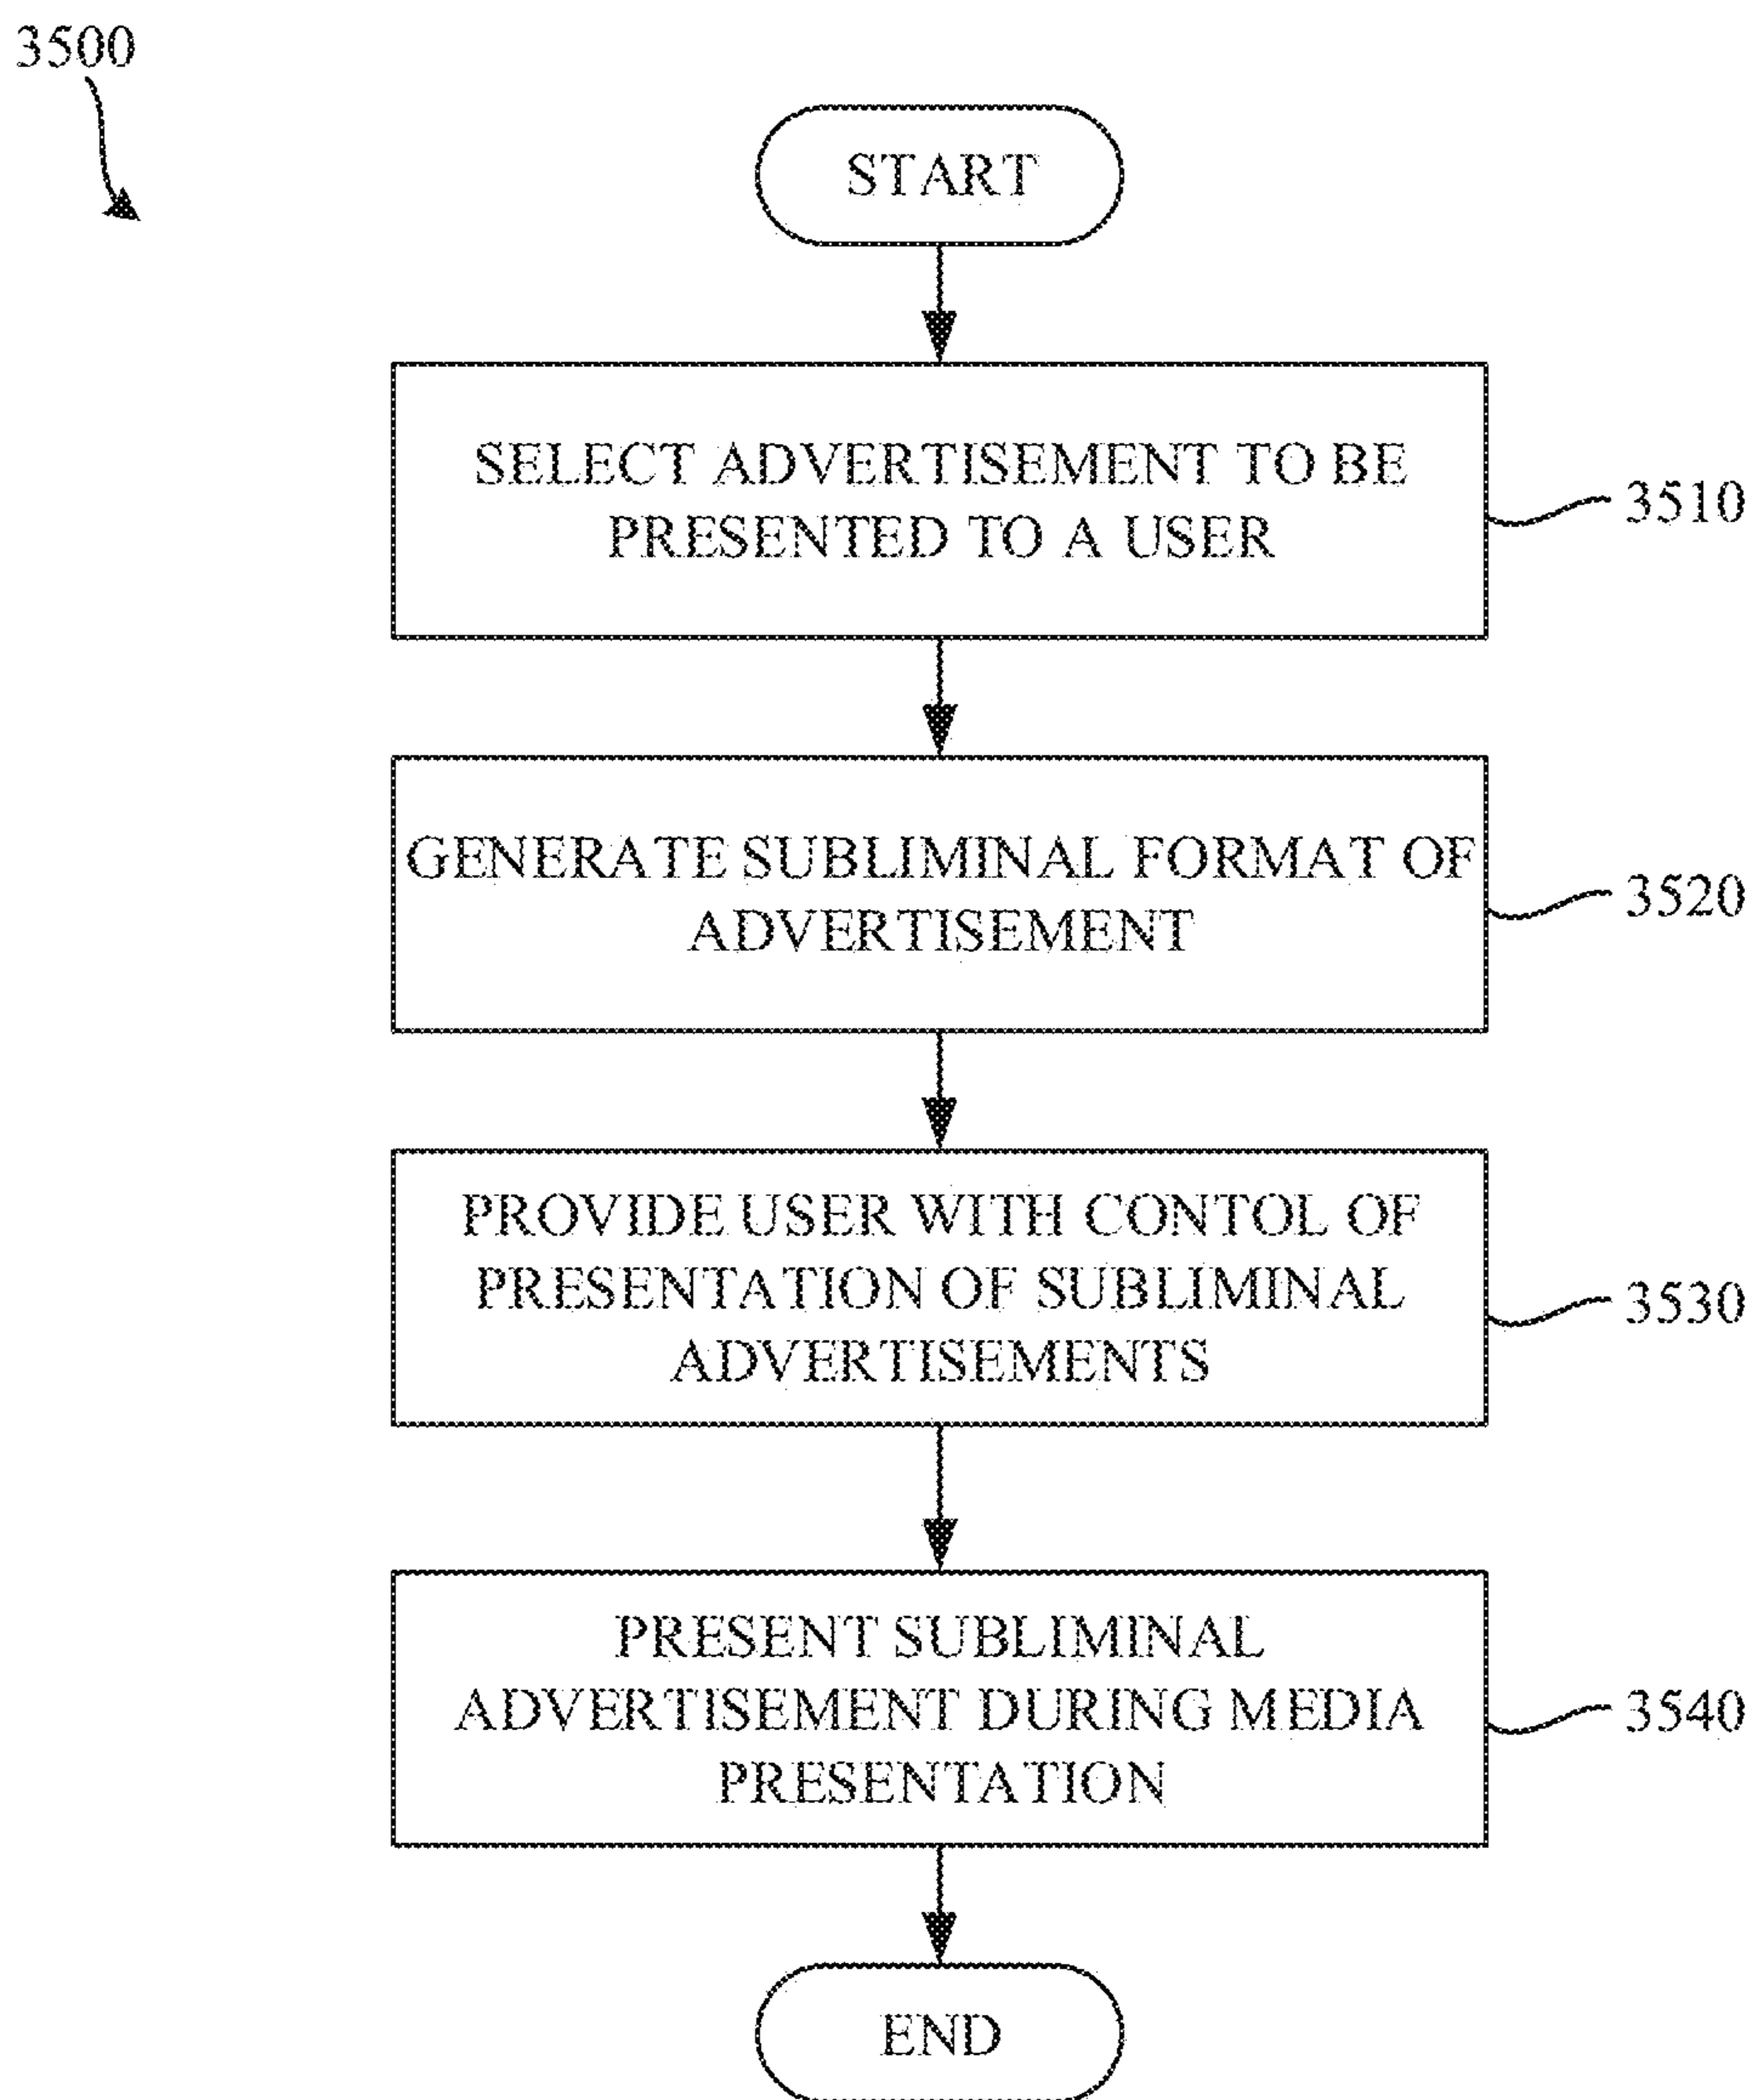 3500
START
SELECT ADVERTISEMENT TO BE
PRESENTED TO A USER
3510
GENERATE SUBLIMINAL FORMAT OF
ADVERTISEMENT
3520
PROVIDE USER WITH CONTOL OF
PRESENTATION OF SUBLIMINAL
ADVERTISEMENTS
3530
PRESENT SUBLIMINAL
ADVERTISEMENT DURING MEDIA
PRESENTATION
3540
END